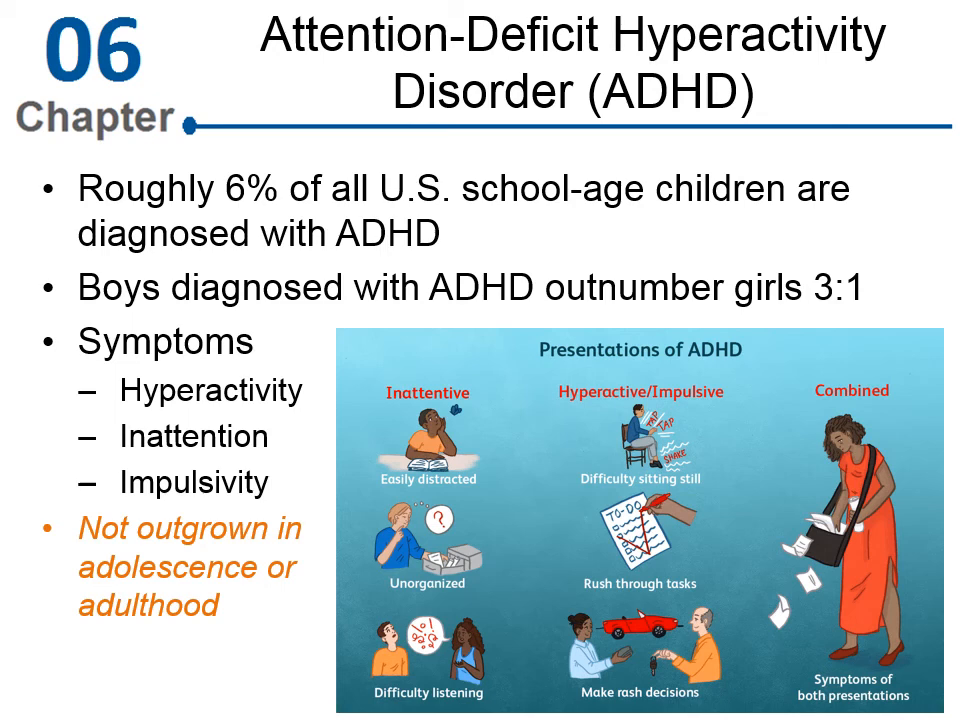 06
Chapter
Attention-Deficit Hyperactivity
Disorder (ADHD)
• Roughly 6% of all U.S. school-age children are
diagnosed with ADHD
• Boys diagnosed with ADHD outnumber girls 3:1
• Symptoms
– Hyperactivity
– Inattention
– Impulsivity
• Not outgrown in
adolescence or
adulthood
Presentations of ADHD
Inattentive
Easily distracted
?
Unorganized
Difficulty listening
Hyperactive/Impulsive
TAP
TAP
SHAKE
Difficulty sitting still
TO-DO
Rush through tasks
Make rash decisions
Combined
Symptoms of
both presentations